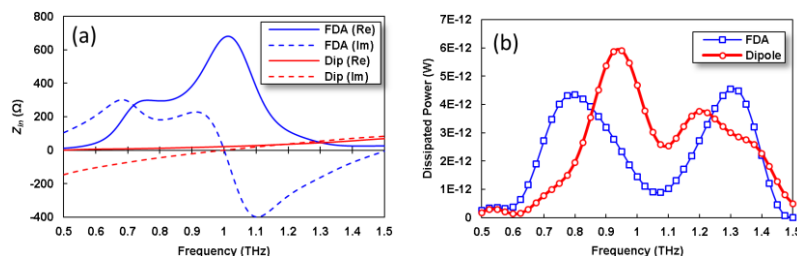 (a)
FDA (Re)
FDA (Im)
Dip (Re)
Dip (Im)
Zin (Ω)
800
600
400
200
0
-200
-400
0.5 0.6 0.7 0.8 0.9 1 1.1 1.2 1.3 1.4 1.5
Frequency (THz)
(b)
FDA
Dipole
Dissipated Power (W)
7E-12
6E-12
5E-12
4E-12
3E-12
2E-12
1E-12
0
0.5 0.6 0.7 0.8 0.9 1 1.1 1.2 1.3 1.4 1.5
Frequency (THz)